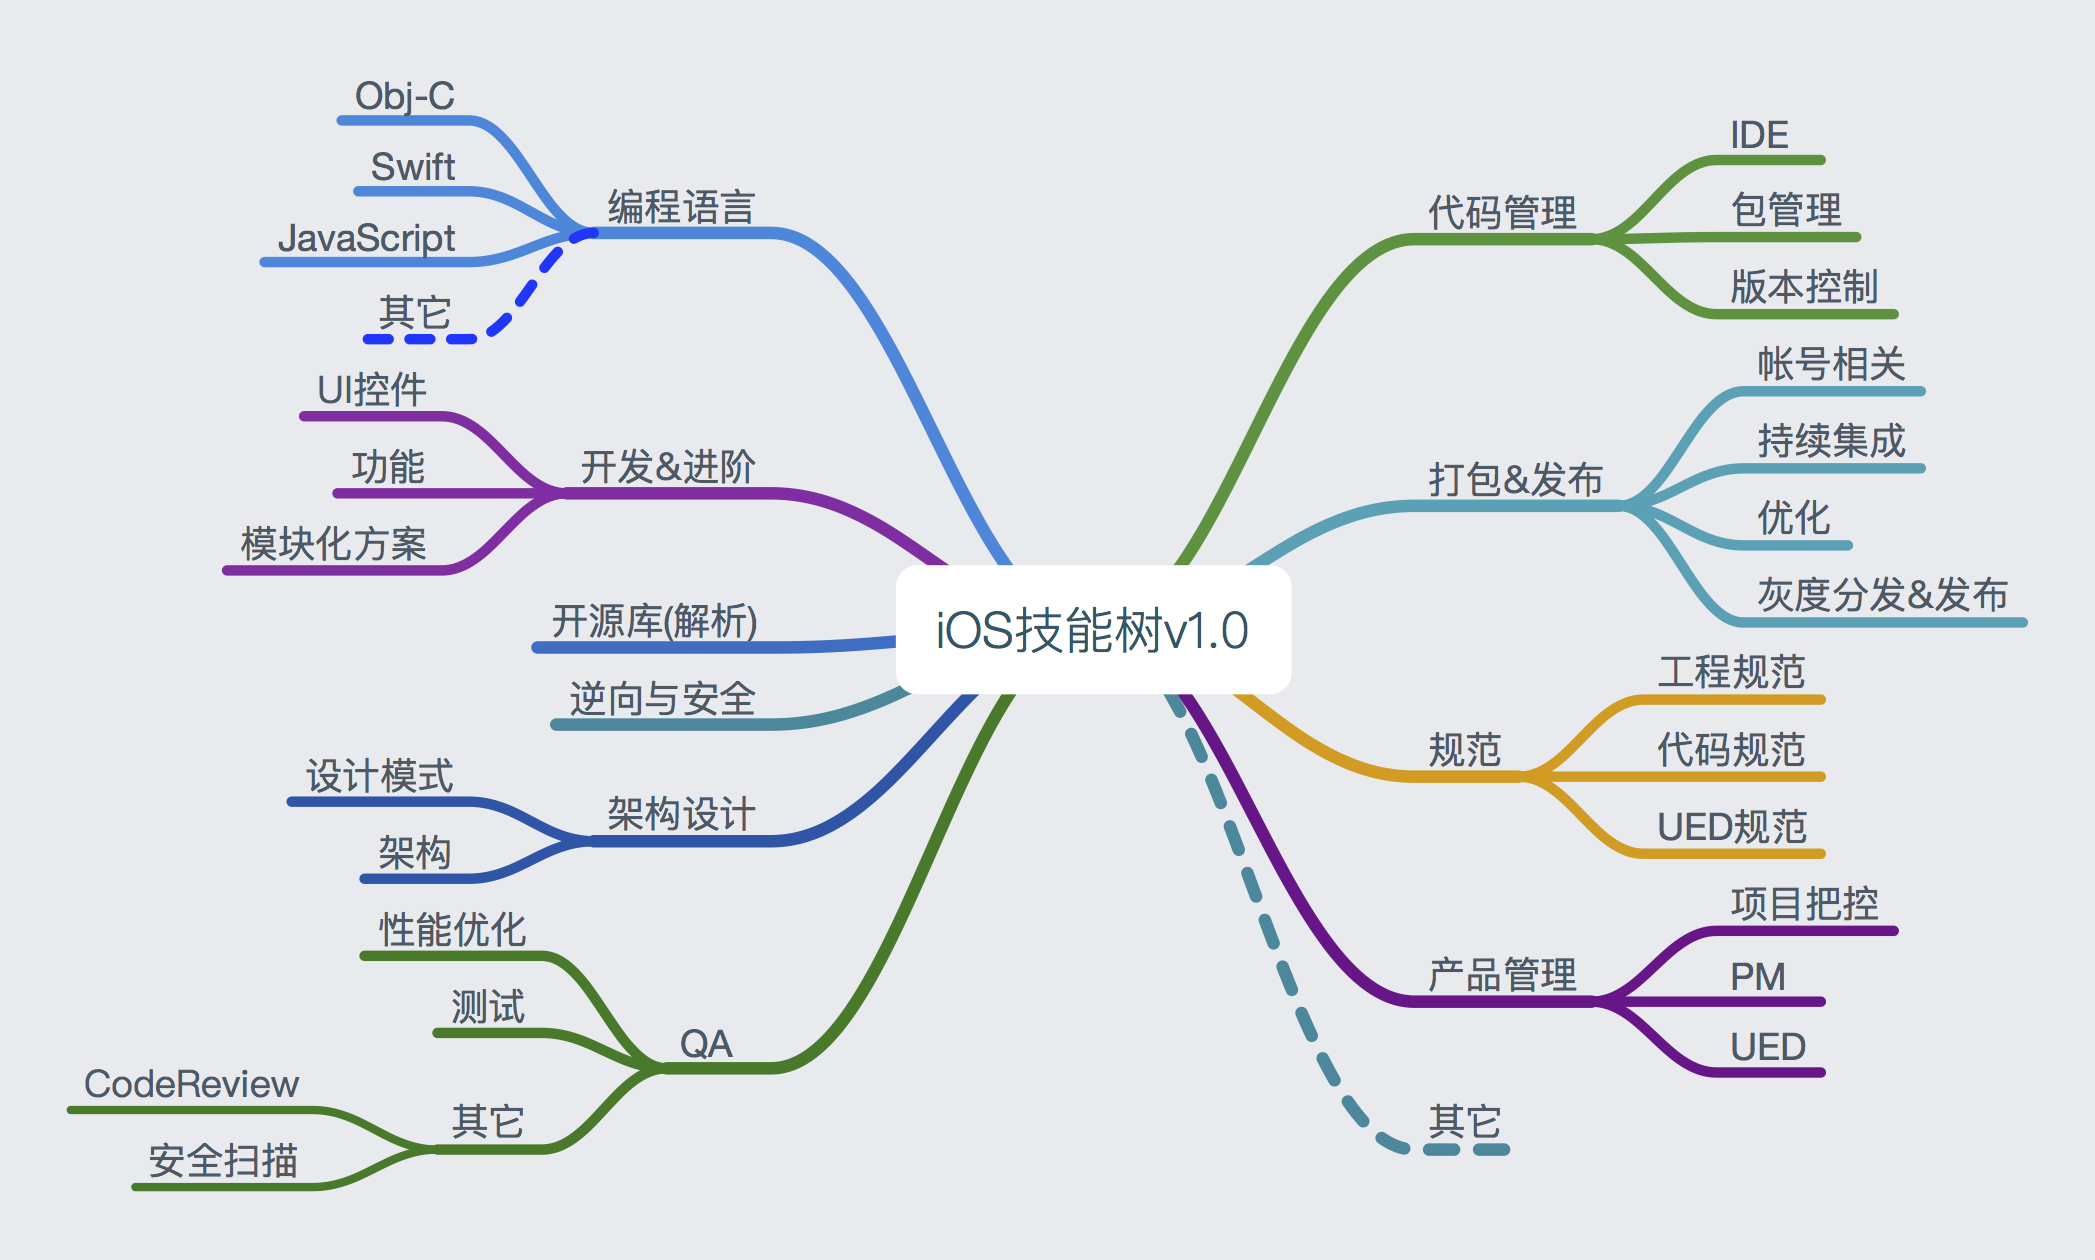 iOS技能树v1.0
编程语言
Obj-C
Swift
JavaScript
其它
开发&进阶
UI控件
功能
模块化方案
开源库(解析)
逆向与安全
架构设计
设计模式
架构
QA
性能优化
测试
其它
CodeReview
安全扫描
代码管理
IDE
包管理
版本控制
打包&发布
帐号相关
持续集成
优化
灰度分发&发布
规范
工程规范
代码规范
UED规范
产品管理
项目把控
PM
UED
其它